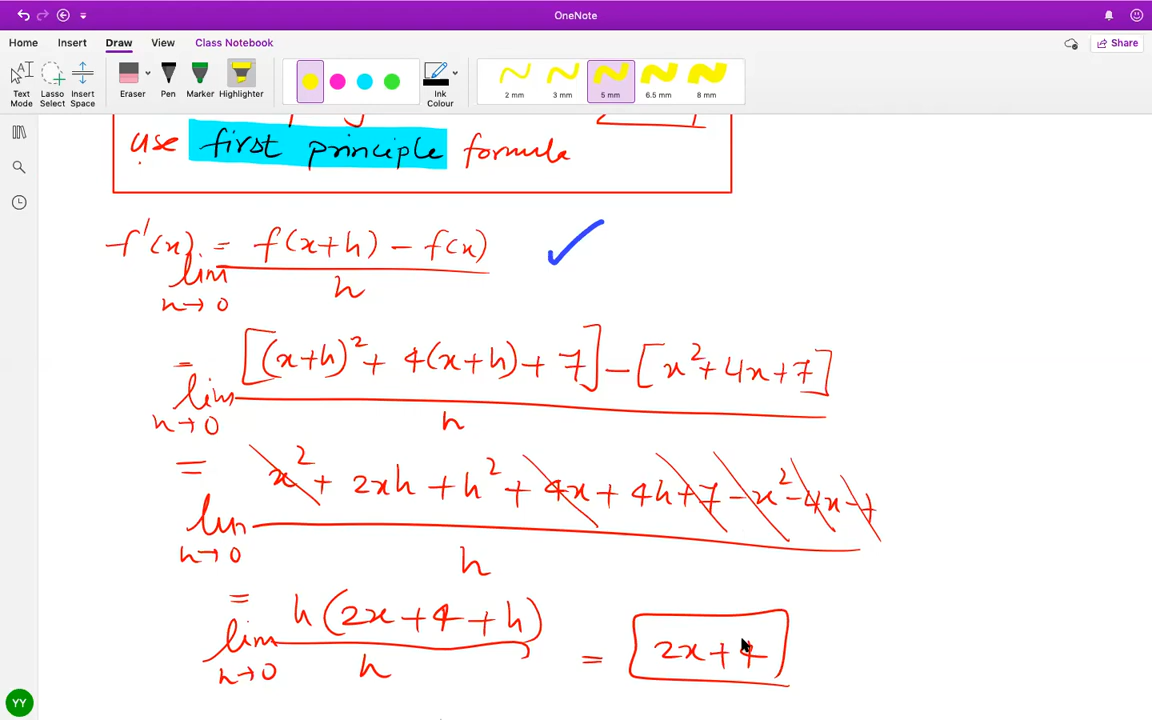 OneNote
Home Insert Draw View Class Notebook Share
Text Mode Lasso Select Insert Space Eraser Pen Marker Highlighter 2 mm 3 mm 5 mm 6.5 mm 8 mm Ink Colour
use first principle formula
f'(x) = f(x+h) - f(x)
lim
h→0 h
= [(x+h)² + 4(x+h) + 7] - [x² + 4x + 7]
lim
h→0 h
= x² + 2xh + h² + 4x + 4h + 7 - x² - 4x - 7
lim
h→0 h
= h(2x + 4 + h)
lim = 2x + 4
h→0 h
YY